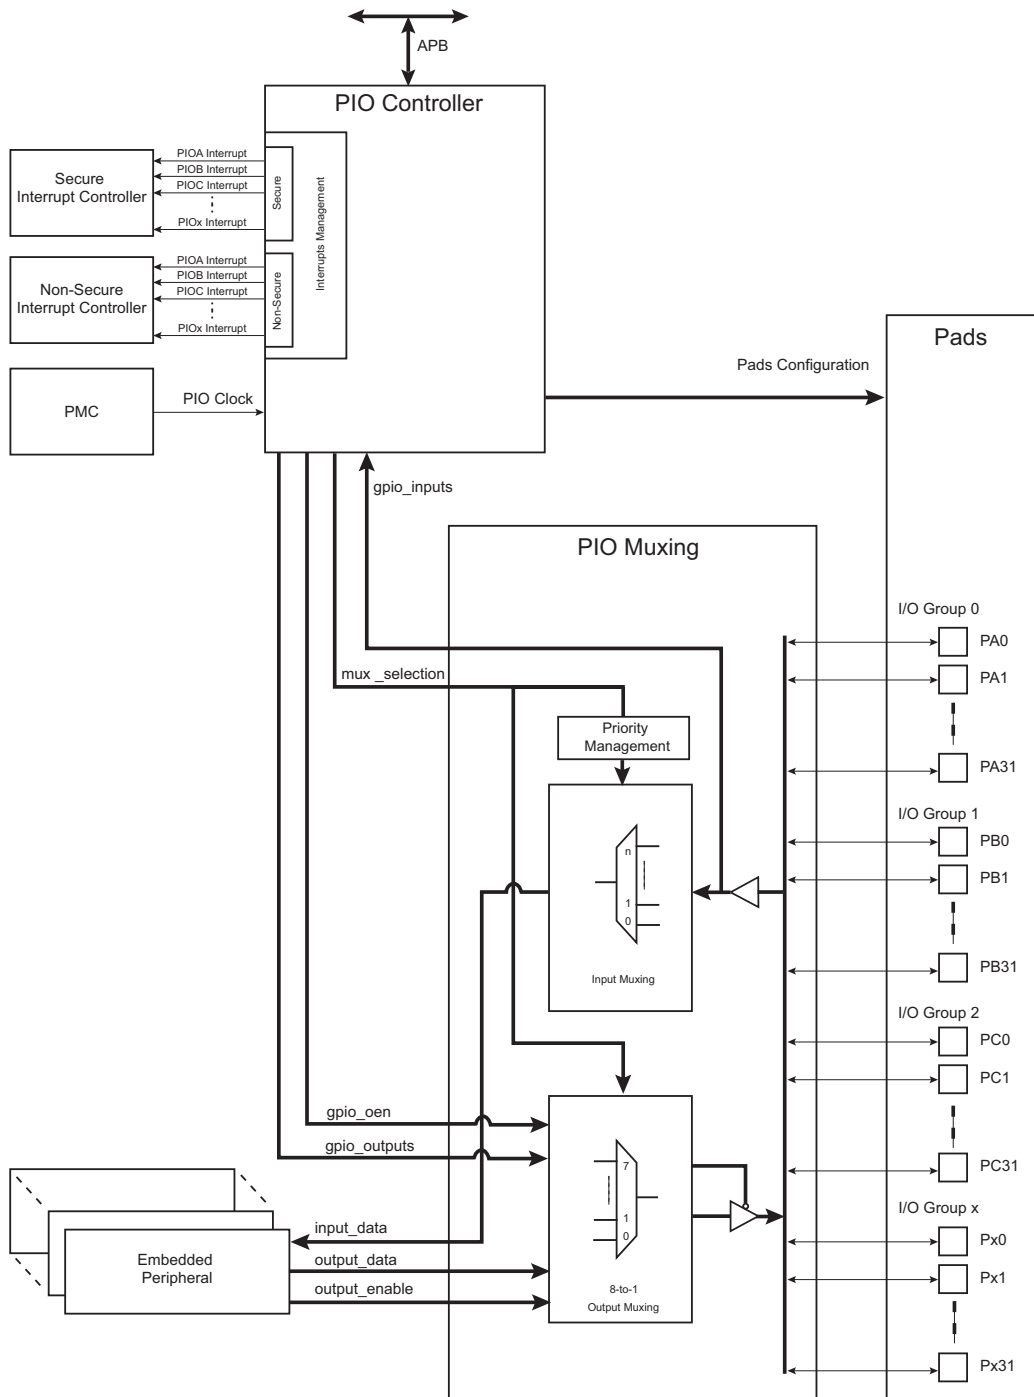 APB
PIO Controller
Secure
Interrupt Controller
PIOA Interrupt
PIOB Interrupt
PIOC Interrupt
PIOx Interrupt
Secure
Interrupts Management
Non-Secure
Interrupt Controller
PIOA Interrupt
PIOB Interrupt
PIOC Interrupt
PIOx Interrupt
Non-Secure
PMC
PIO Clock
Pads Configuration
Pads
gpio_inputs
PIO Muxing
mux _selection
Priority
Management
n
1
0
Input Muxing
I/O Group 0
PA0
PA1
PA31
I/O Group 1
PB0
PB1
PB31
I/O Group 2
PC0
PC1
PC31
I/O Group x
Px0
Px1
Px31
gpio_oen
gpio_outputs
7
1
0
8-to-1
Output Muxing
input_data
output_data
output_enable
Embedded
Peripheral